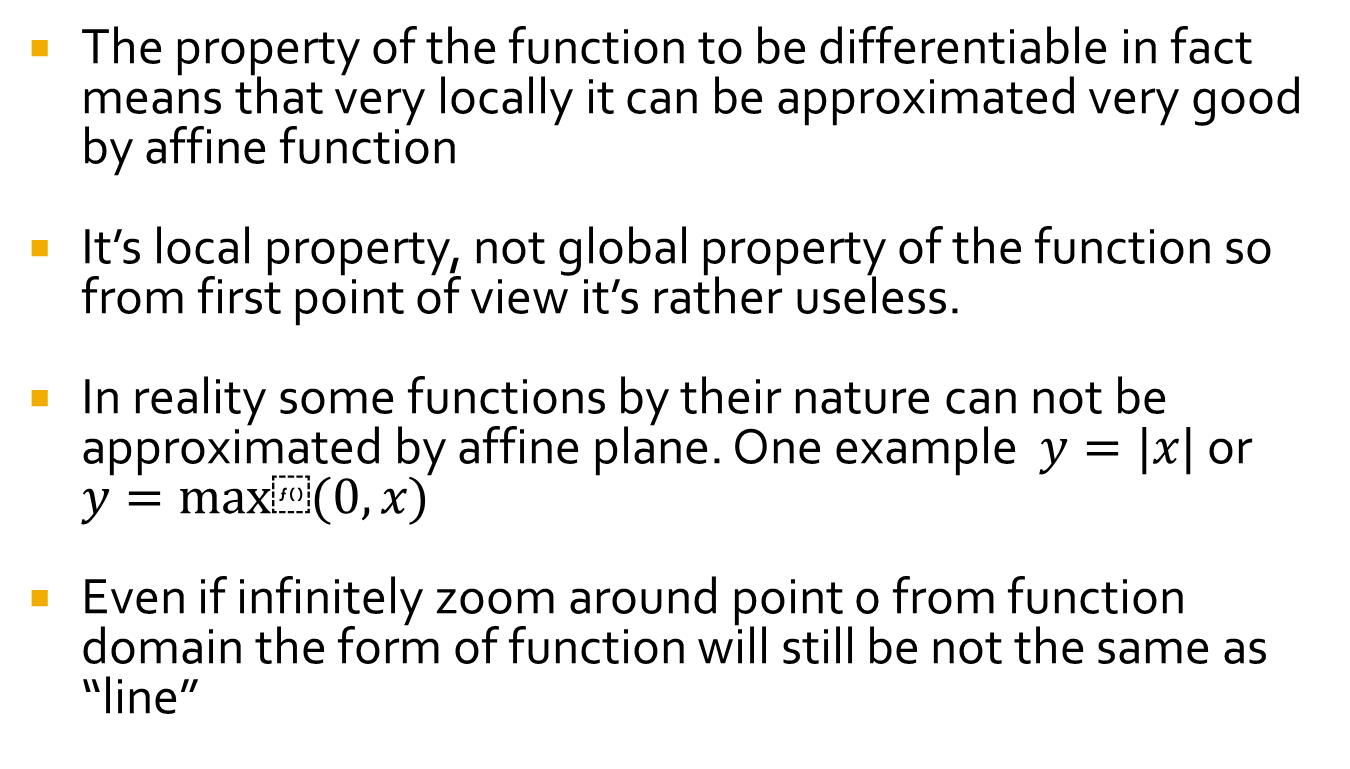 ▪ The property of the function to be differentiable in fact
means that very locally it can be approximated very good
by affine function
▪ It’s local property, not global property of the function so
from first point of view it’s rather useless.
▪ In reality some functions by their nature can not be
approximated by affine plane. One example y = |x| or
y = max(0, x)
▪ Even if infinitely zoom around point 0 from function
domain the form of function will still be not the same as
“line”